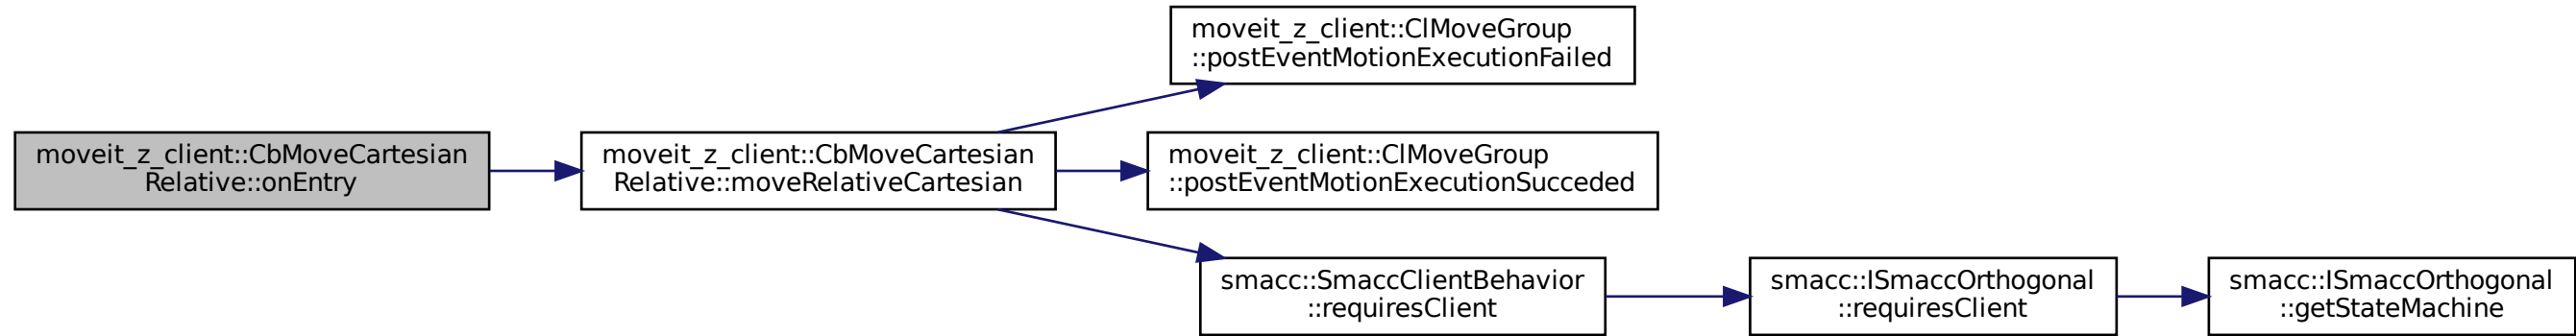 moveit_z_client::ClMoveGroup
::postEventMotionExecutionFailed
moveit_z_client::CbMoveCartesian
Relative::onEntry
moveit_z_client::CbMoveCartesian
Relative::moveRelativeCartesian
moveit_z_client::ClMoveGroup
::postEventMotionExecutionSucceded
smacc::SmaccClientBehavior
::requiresClient
smacc::ISmaccOrthogonal
::requiresClient
smacc::ISmaccOrthogonal
::getStateMachine